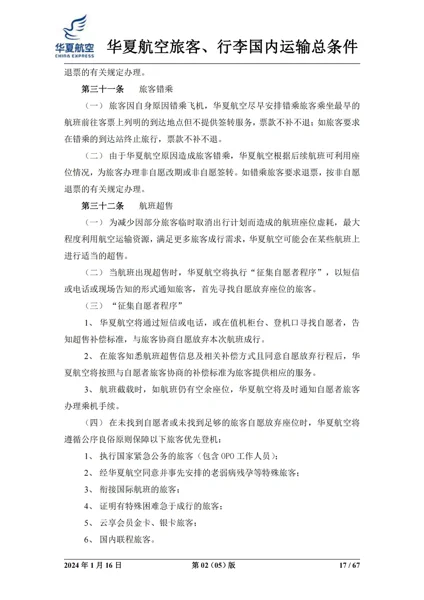 华夏航空
CHINA EXPRESS
华夏航空旅客、行李国内运输总条件
退票的有关规定办理。
第三十一条 旅客错乘
（一） 旅客因自身原因错乘飞机，华夏航空尽早安排错乘旅客乘坐最早的
航班前往客票上列明的到达地点但不提供签转服务，票款不补不退；如旅客要求
在错乘的到达站终止旅行，票款不补不退。
（二） 由于华夏航空原因造成旅客错乘，华夏航空根据后续航班可利用座
位情况，为旅客办理非自愿改期或非自愿签转。如错乘旅客要求退票，按非自愿
退票的有关规定办理。
第三十二条 航班超售
（一） 为减少因部分旅客临时取消出行计划而造成的航班座位虚耗，最大
程度利用航空运输资源，满足更多旅客成行需求，华夏航空可能会在某些航班上
进行适当的超售。
（二） 当航班出现超售时，华夏航空将执行“征集自愿者程序”，以短信
或电话或现场告知的形式通知旅客，首先寻找自愿放弃座位的旅客。
（三） “征集自愿者程序”
1、 华夏航空将通过短信或电话，或在值机柜台、登机口寻找自愿者，告
知超售补偿标准，与旅客协商自愿放弃本次航班成行。
2、 在旅客知悉航班超售信息及相关补偿方式且同意自愿放弃行程后，华
夏航空将按照与自愿者旅客协商的补偿标准为旅客提供相应的服务。
3、 航班截载时，如航班仍有空余座位，华夏航空将及时通知自愿者旅客
办理乘机手续。
（四） 在未找到自愿者或未找到足够的旅客自愿放弃座位时，华夏航空将
遵循公序良俗原则保障以下旅客优先登机：
1、 执行国家紧急公务的旅客（包含 OPO 工作人员）；
2、 经华夏航空同意并事先安排的老弱病残孕等特殊旅客；
3、 衔接国际航班的旅客；
4、 证明有特殊困难急于成行的旅客；
5、 云享会员金卡、银卡旅客；
6、 国内联程旅客。
2024 年 1 月 16 日 第 02（05）版 17 / 67